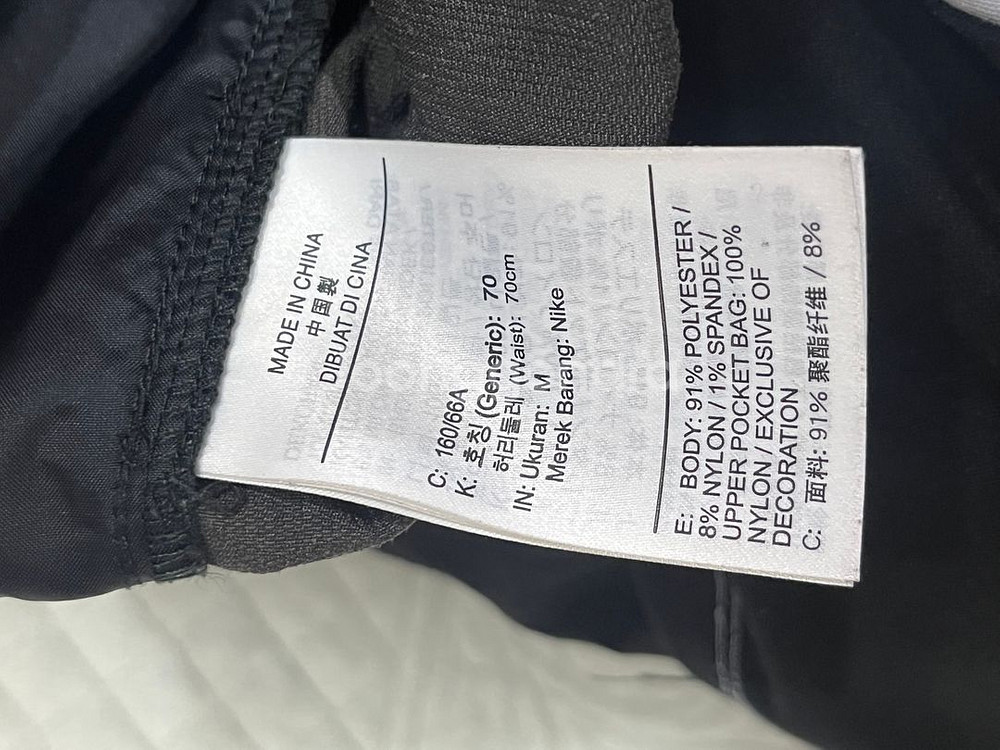 MADE IN CHINA
中国製
DIBUAT DI CINA
C: 160/66A
K: 호칭 (Generic): 70
허리둘레 (Waist): 70cm
IN: Ukuran: M
Merek Barang: Nike
E: BODY: 91% POLYESTER /
8% NYLON / 1% SPANDEX /
UPPER POCKET BAG: 100%
NYLON / EXCLUSIVE OF
DECORATION
C: 面料: 91% 聚酯纤维 / 8%